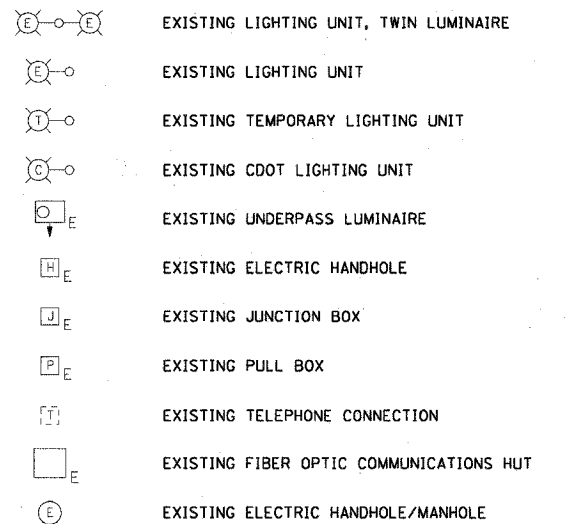 E E EXISTING LIGHTING UNIT, TWIN LUMINAIRE
E EXISTING LIGHTING UNIT
T EXISTING TEMPORARY LIGHTING UNIT
C EXISTING CDOT LIGHTING UNIT
E EXISTING UNDERPASS LUMINAIRE
H E EXISTING ELECTRIC HANDHOLE
J E EXISTING JUNCTION BOX
P E EXISTING PULL BOX
T EXISTING TELEPHONE CONNECTION
E EXISTING FIBER OPTIC COMMUNICATIONS HUT
E EXISTING ELECTRIC HANDHOLE/MANHOLE